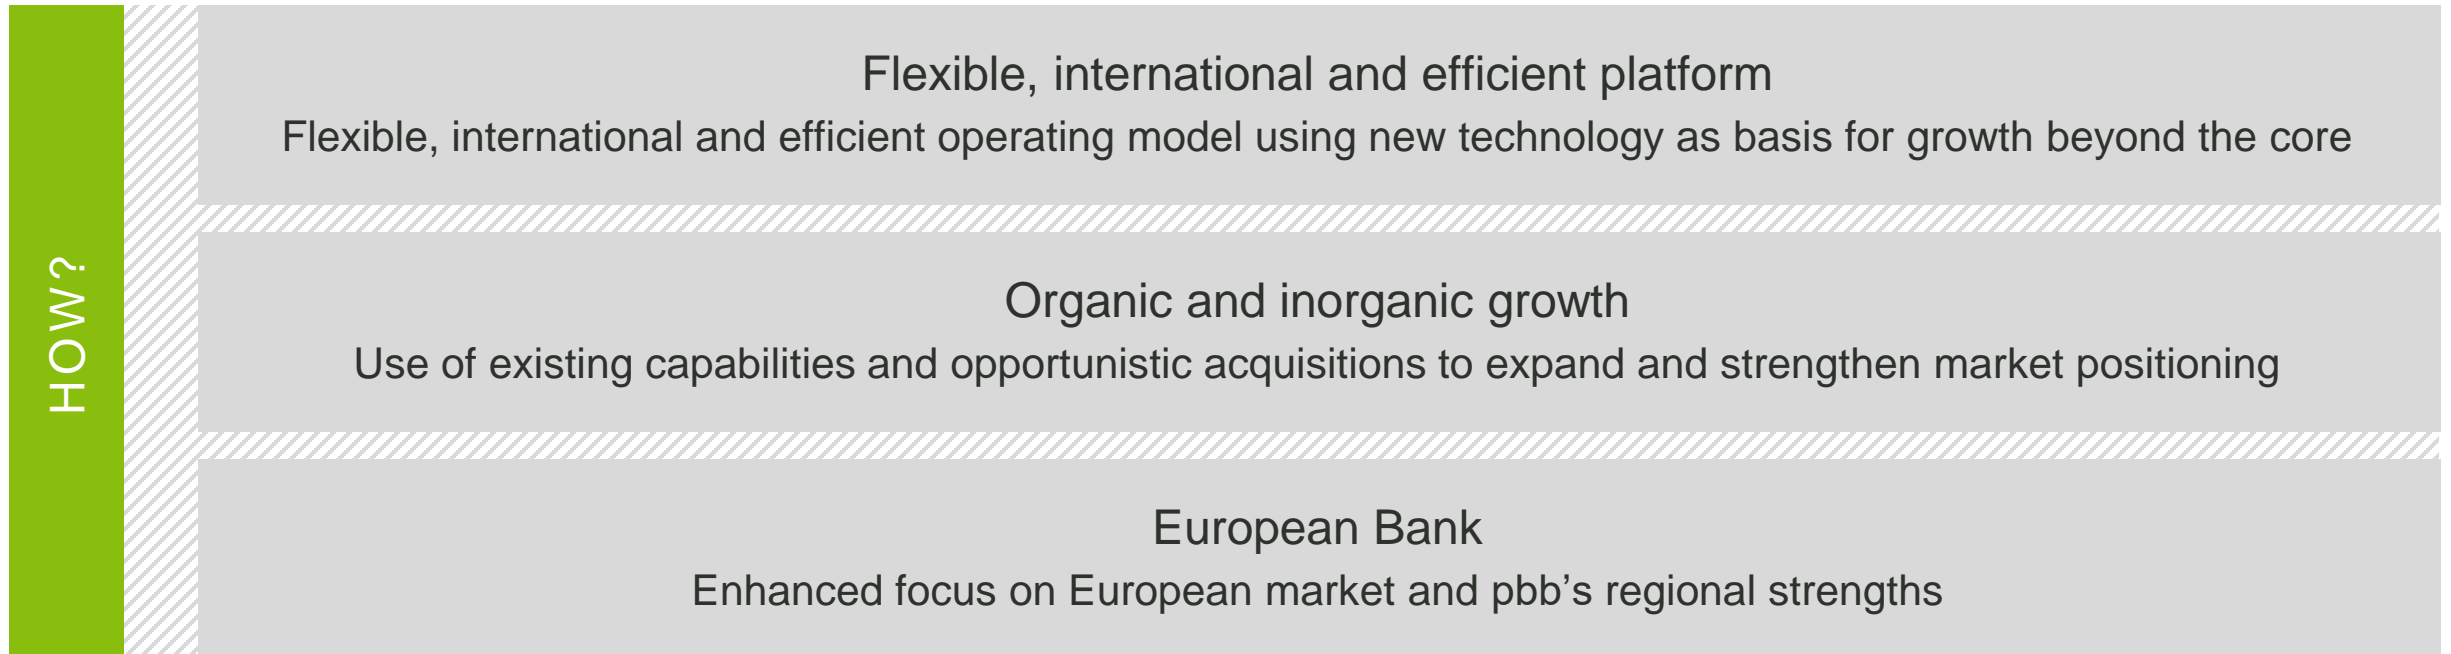 HOW?
Flexible, international and efficient platform
Flexible, international and efficient operating model using new technology as basis for growth beyond the core
Organic and inorganic growth
Use of existing capabilities and opportunistic acquisitions to expand and strengthen market positioning
European Bank
Enhanced focus on European market and pbb’s regional strengths